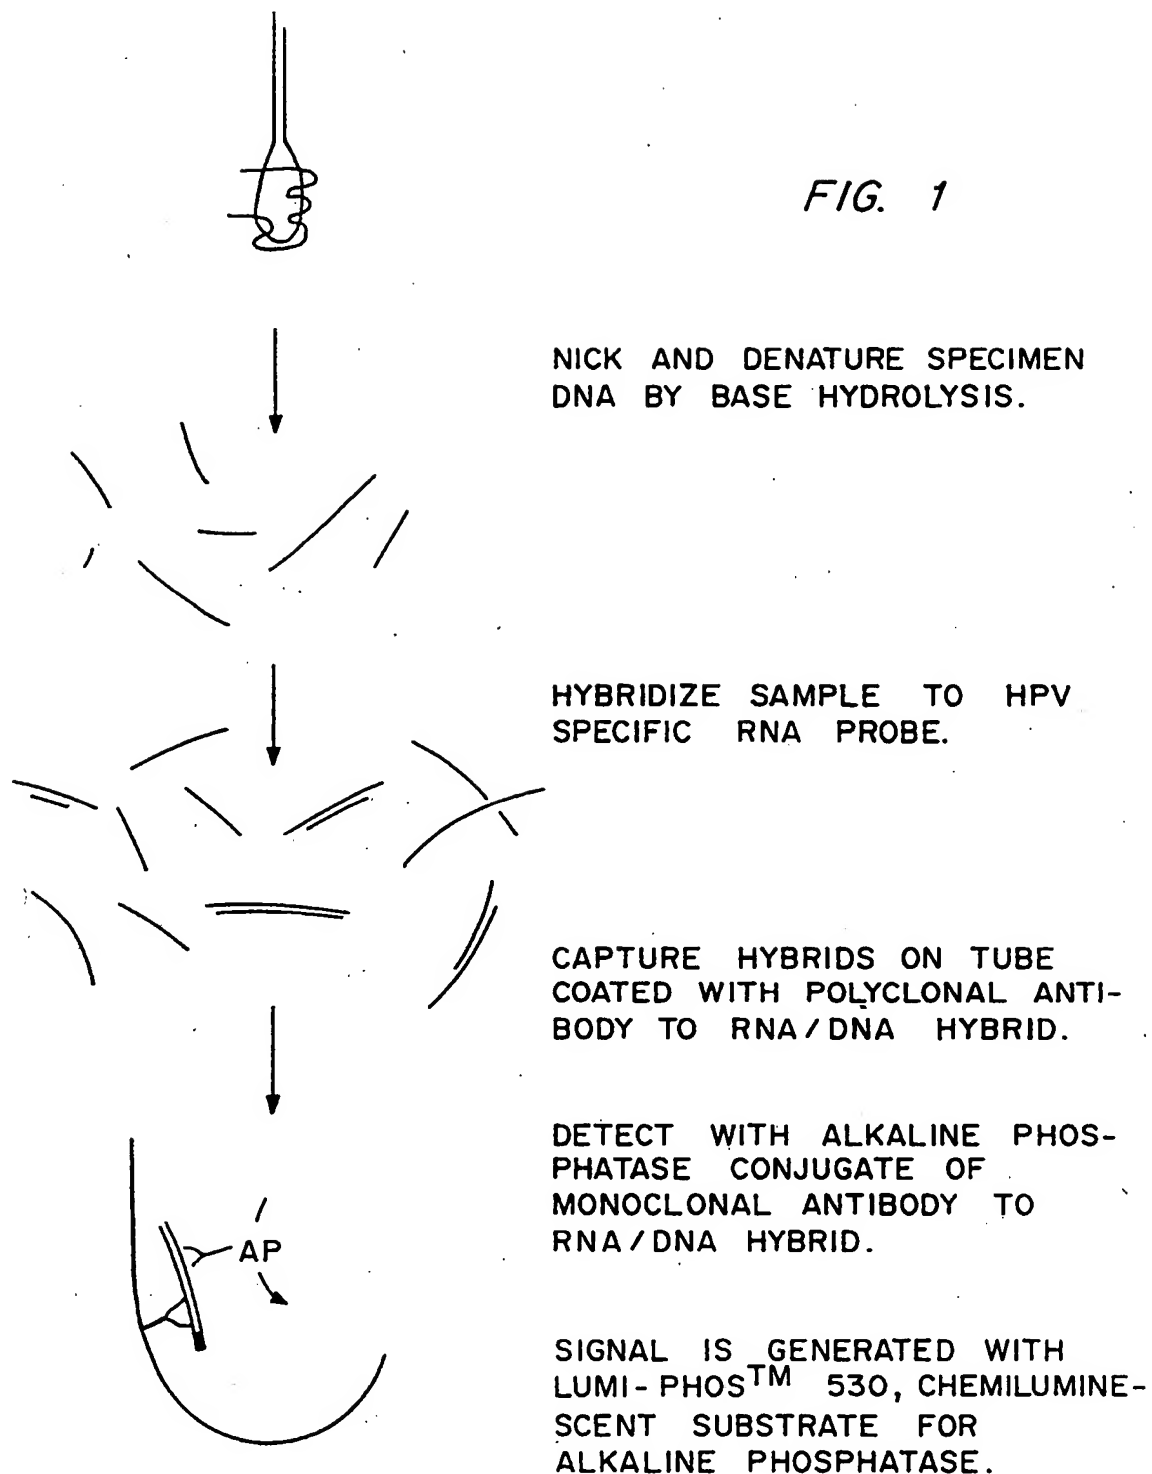 FIG. 1
NICK AND DENATURE SPECIMEN
DNA BY BASE HYDROLYSIS.
HYBRIDIZE SAMPLE TO HPV
SPECIFIC RNA PROBE.
CAPTURE HYBRIDS ON TUBE
COATED WITH POLYCLONAL ANTI-
BODY TO RNA/DNA HYBRID.
DETECT WITH ALKALINE PHOS-
PHATASE CONJUGATE OF
MONOCLONAL ANTIBODY TO
RNA/DNA HYBRID.
AP
SIGNAL IS GENERATED WITH
LUMI-PHOS™ 530, CHEMILUMINE-
SCENT SUBSTRATE FOR
ALKALINE PHOSPHATASE.